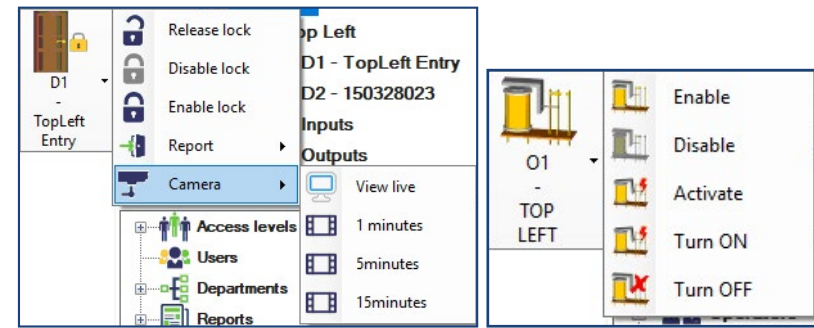 D1
-
TopLeft
Entry
Release lock
Disable lock
Enable lock
Report
Camera
op Left
D1 - TopLeft Entry
D2 - 150328023
Inputs
Outputs
View live
1 minutes
5minutes
15minutes
Access levels
Users
Departments
Reports
O1
-
TOP
LEFT
Enable
Disable
Activate
Turn ON
Turn OFF